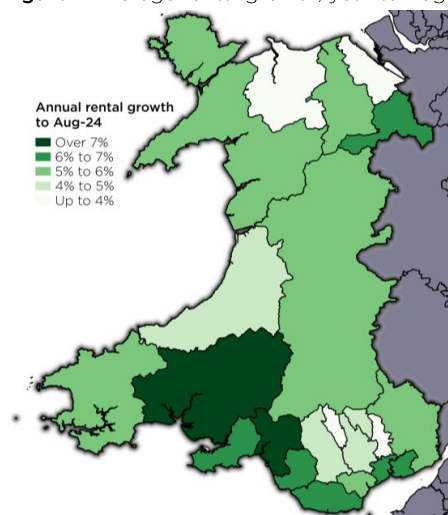 Annual rental growth
to Aug-24
Over 7%
6% to 7%
5% to 6%
4% to 5%
Up to 4%